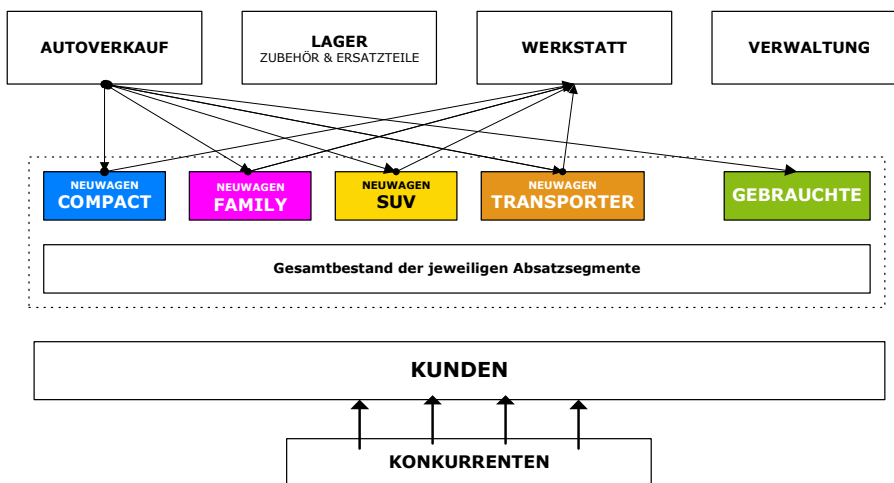 AUTOVERKAUF
LAGER
ZUBEHÖR & ERSATZTEILE
WERKSTATT
VERWALTUNG
NEUWAGEN
COMPACT
NEUWAGEN
FAMILY
NEUWAGEN
SUV
NEUWAGEN
TRANSPORTER
GEBRAUCHTE
Gesamtbestand der jeweiligen Absatzsegmente
KUNDEN
KONKURRENTEN